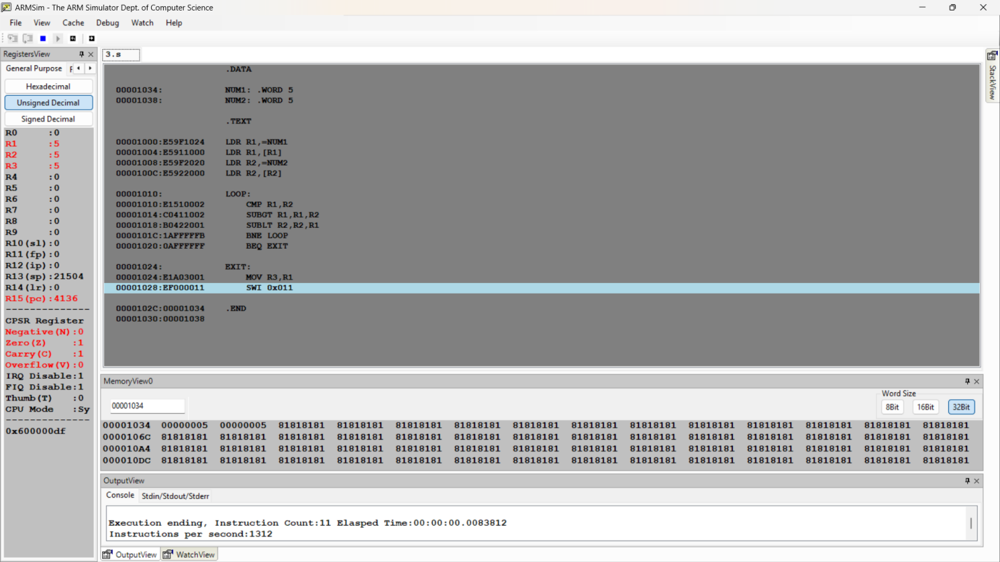 ARMSim - The ARM Simulator Dept. of Computer Science
File View Cache Debug Watch Help
RegistersView
General Purpose
Hexadecimal
Unsigned Decimal
Signed Decimal
R0 :0
R1 :5
R2 :5
R3 :5
R4 :0
R5 :0
R6 :0
R7 :0
R8 :0
R9 :0
R10(sl):0
R11(fp):0
R12(ip):0
R13(sp):21504
R14(lr):0
R15(pc):4136
---------------
CPSR Register
Negative(N):0
Zero(Z) :1
Carry(C) :1
Overflow(V):0
IRQ Disable:1
FIQ Disable:1
Thumb(T) :0
CPU Mode :Sy
---------------
0x600000df
3.s
.DATA
00001034: NUM1: .WORD 5
00001038: NUM2: .WORD 5
.TEXT
00001000:E59F1024 LDR R1,=NUM1
00001004:E5911000 LDR R1,[R1]
00001008:E59F2020 LDR R2,=NUM2
0000100C:E5922000 LDR R2,[R2]
00001010: LOOP:
00001010:E1510002 CMP R1,R2
00001014:C0411002 SUBGT R1,R1,R2
00001018:B0422001 SUBLT R2,R2,R1
0000101C:1AFFFFFB BNE LOOP
00001020:0AFFFFFF BEQ EXIT
00001024: EXIT:
00001024:E1A03001 MOV R3,R1
00001028:EF000011 SWI 0x011
0000102C:00001034 .END
00001030:00001038
StackView
MemoryView0
00001034
Word Size
8Bit 16Bit 32Bit
00001034 00000005 00000005 81818181 81818181 81818181 81818181 81818181 81818181 81818181 81818181 81818181 81818181 81818181 81818181
0000106C 81818181 81818181 81818181 81818181 81818181 81818181 81818181 81818181 81818181 81818181 81818181 81818181 81818181 81818181
000010A4 81818181 81818181 81818181 81818181 81818181 81818181 81818181 81818181 81818181 81818181 81818181 81818181 81818181 81818181
000010DC 81818181 81818181 81818181 81818181 81818181 81818181 81818181 81818181 81818181 81818181 81818181 81818181 81818181 81818181
OutputView
Console Stdin/Stdout/Stderr
Execution ending, Instruction Count:11 Elasped Time:00:00:00.0083812
Instructions per second:1312
OutputView WatchView